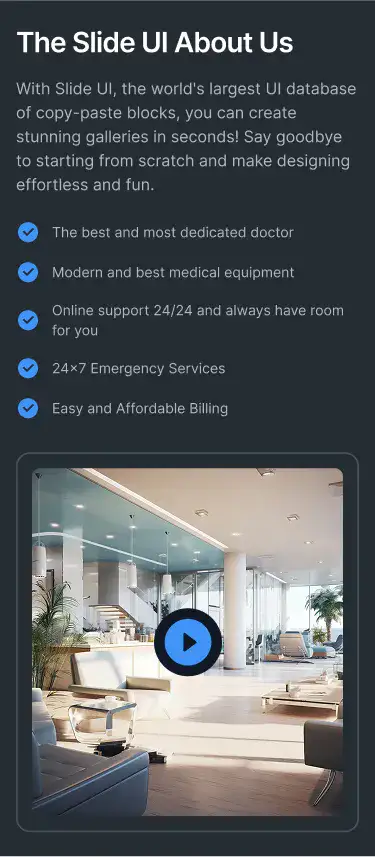 The Slide UI About Us
With Slide UI, the world's largest UI database
of copy-paste blocks, you can create
stunning galleries in seconds! Say goodbye
to starting from scratch and make designing
effortless and fun.
The best and most dedicated doctor
Modern and best medical equipment
Online support 24/24 and always have room
for you
24×7 Emergency Services
Easy and Affordable Billing